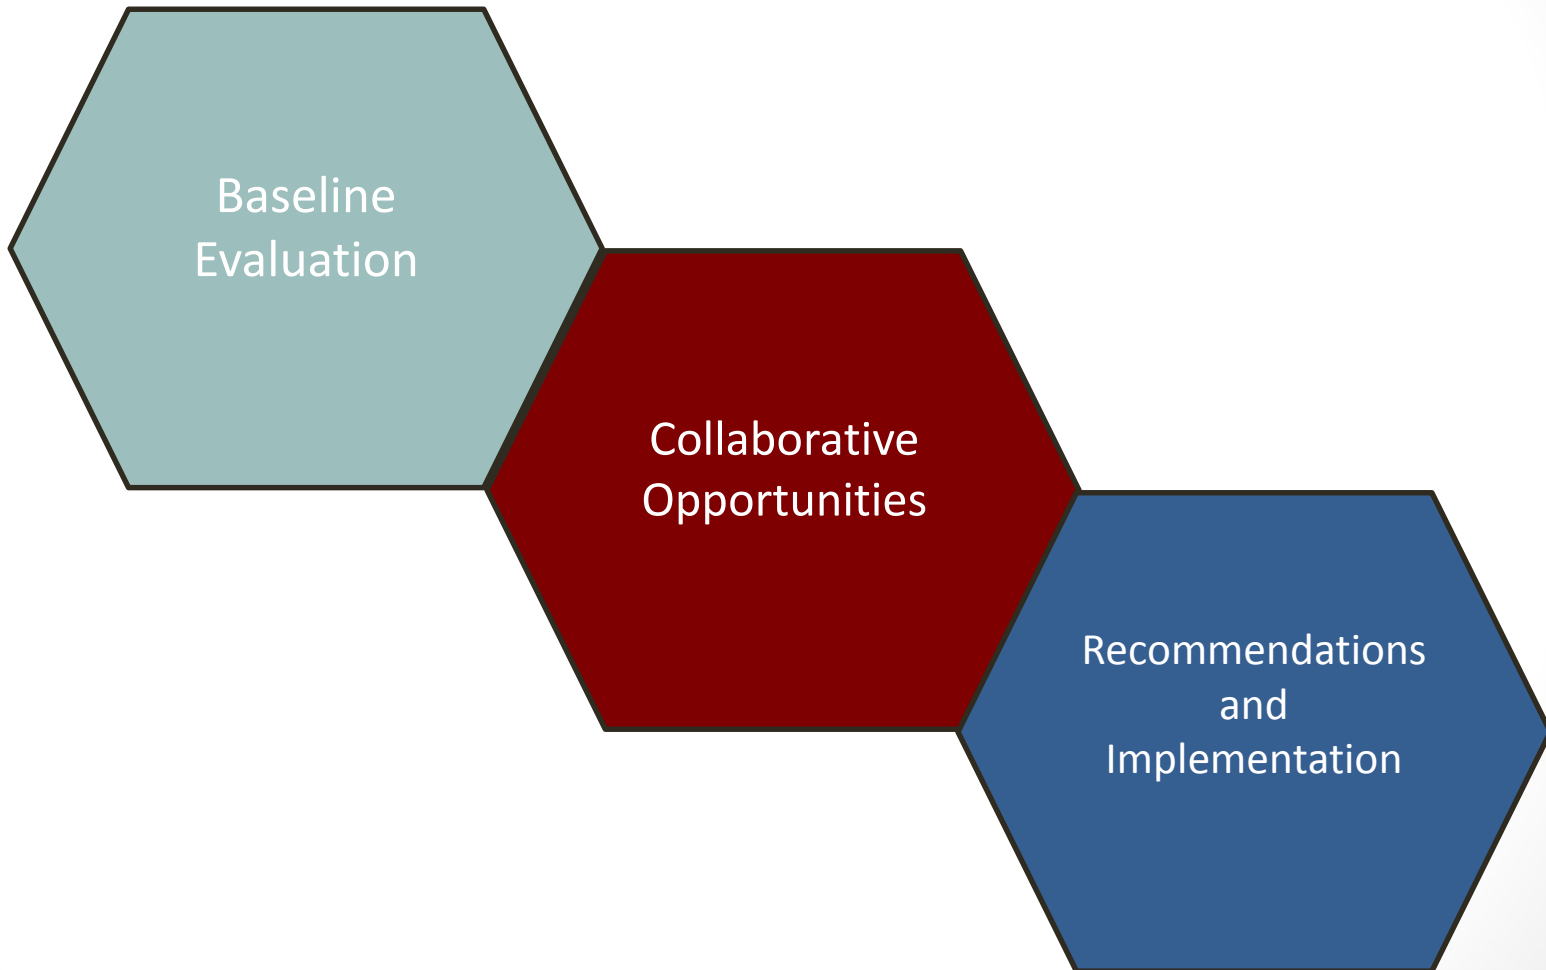 Baseline
Evaluation
Collaborative
Opportunities
Recommendations
and
Implementation